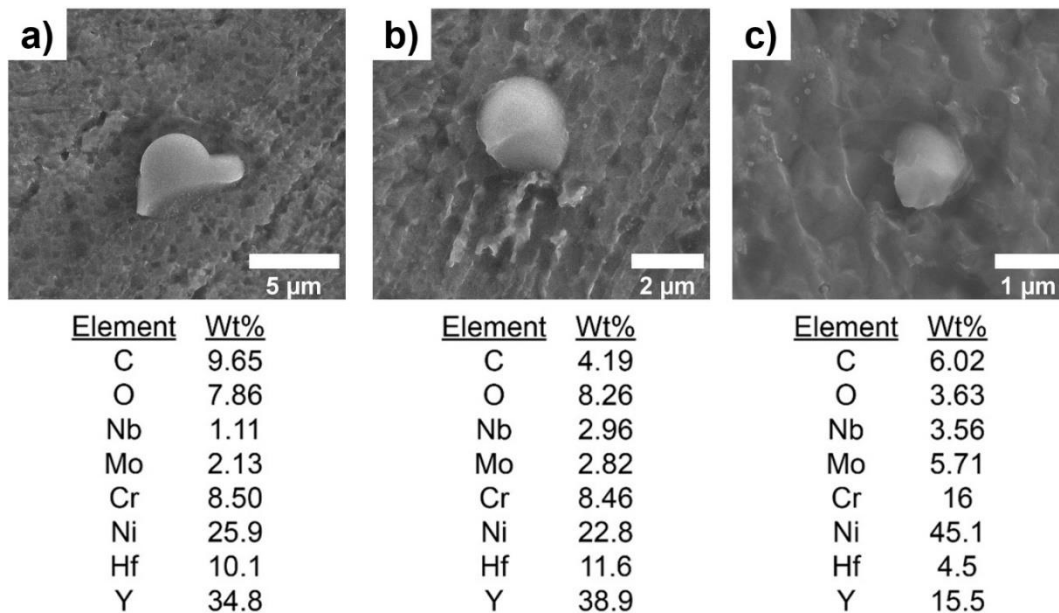 a) b) c)
5 µm 2 µm 1 µm
Element Wt% Element Wt% Element Wt%
C 9.65 C 4.19 C 6.02
O 7.86 O 8.26 O 3.63
Nb 1.11 Nb 2.96 Nb 3.56
Mo 2.13 Mo 2.82 Mo 5.71
Cr 8.50 Cr 8.46 Cr 16
Ni 25.9 Ni 22.8 Ni 45.1
Hf 10.1 Hf 11.6 Hf 4.5
Y 34.8 Y 38.9 Y 15.5